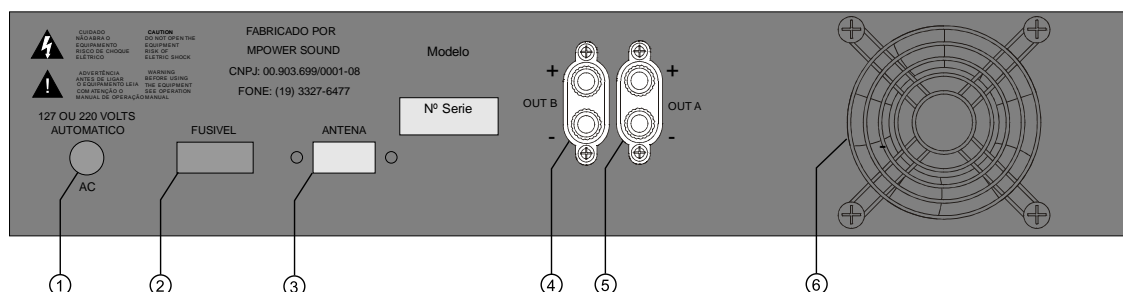 CUIDADO
NÃO ABRA O
EQUIPAMENTO
RISCO DE CHOQUE
ELÉTRICO
CAUTION
DO NOT OPEN THE
EQUIPMENT
RISK OF
ELETRIC SHOCK
ADVERTÊNCIA
ANTES DE LIGAR
O EQUIPAMENTO LEIA
COM ATENÇÃO O
MANUAL DE OPERAÇÃO
WARNING
BEFORE USING
THE EQUIPMENT
SEE OPERATION
MANUAL
FABRICADO POR
MPOWER SOUND
CNPJ: 00.903.699/0001-08
FONE: (19) 3327-6477
Modelo
Nº Serie
127 OU 220 VOLTS
AUTOMATICO
AC
FUSIVEL
ANTENA
+
OUT B
-
+
OUT A
-
-
1
2
3
4
5
6